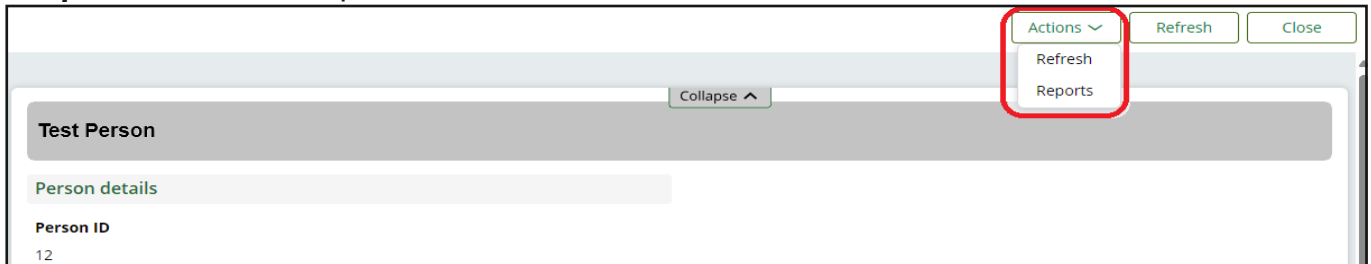 Actions Refresh Close
Refresh
Reports
Collapse
Test Person
Person details
Person ID
12